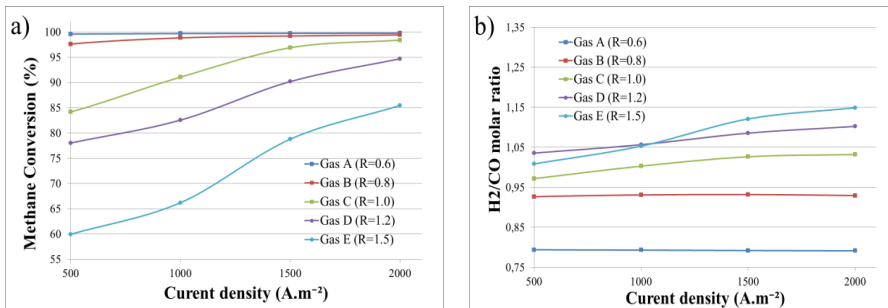 a)
Methane Conversion (%)
100
95
90
85
80
75
70
65
60
55
500
1000
1500
2000
Curent density (A.m⁻²)
Gas A (R=0.6)
Gas B (R=0.8)
Gas C (R=1.0)
Gas D (R=1.2)
Gas E (R=1.5)
b)
H2/CO molar ratio
1,35
1,25
1,15
1,05
0,95
0,85
0,75
500
1000
1500
2000
Curent density (A.m⁻²)
Gas A (R=0.6)
Gas B (R=0.8)
Gas C (R=1.0)
Gas D (R=1.2)
Gas E (R=1.5)